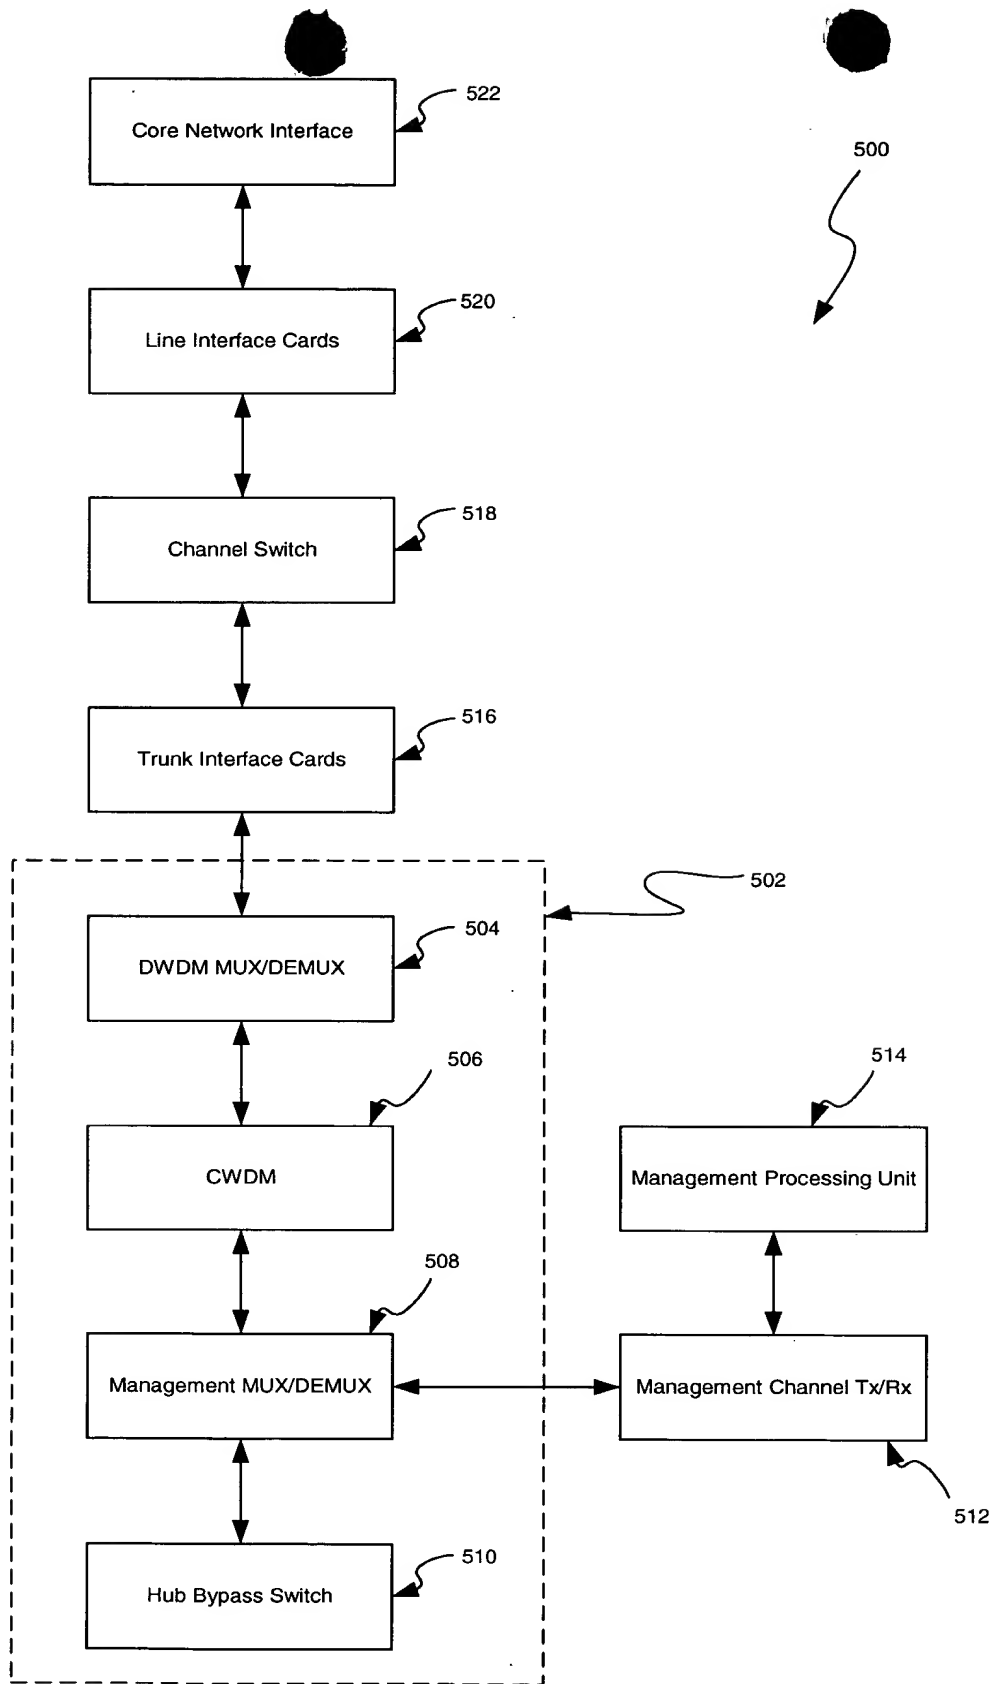 522
Core Network Interface
500
520
Line Interface Cards
518
Channel Switch
516
Trunk Interface Cards
502
504
DWDM MUX/DEMUX
506
514
CWDM
Management Processing Unit
508
Management MUX/DEMUX
Management Channel Tx/Rx
512
510
Hub Bypass Switch